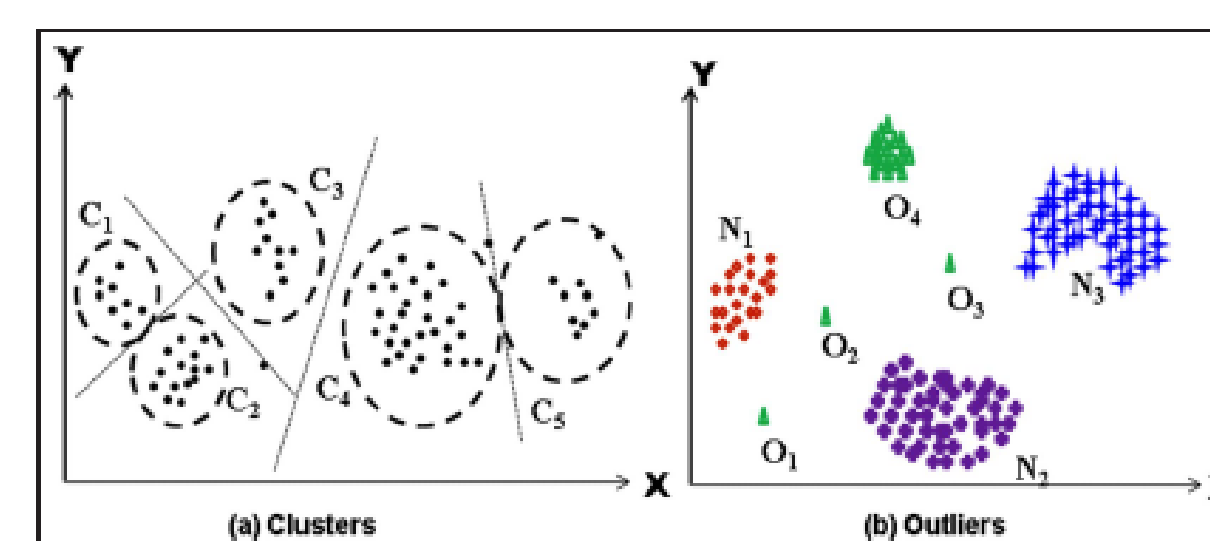 Y
C1
C3
C2
C4
C5
X
(a) Clusters
Y
O4
N1
N3
O3
O2
O1
N2
(b) Outliers